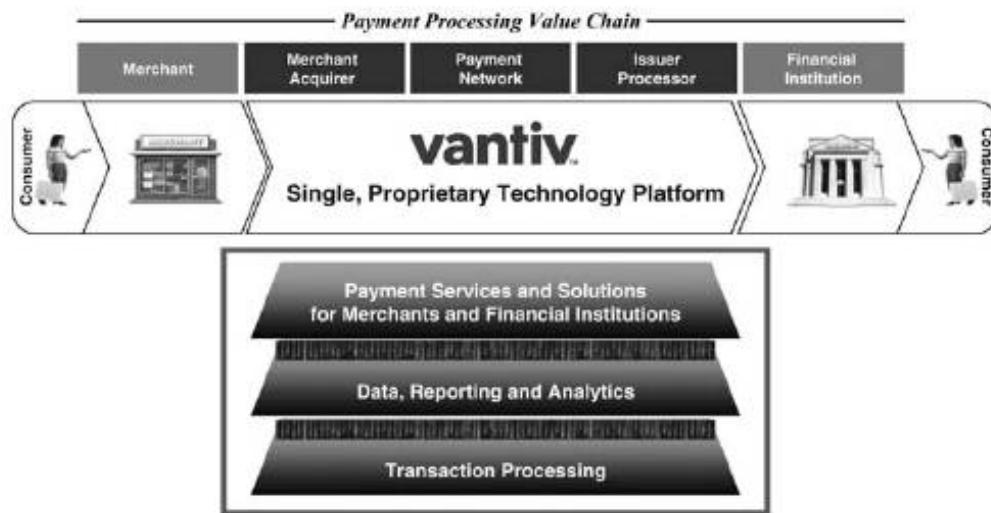 Payment Processing Value Chain
Merchant
Merchant
Acquirer
Payment
Network
Issuer
Processor
Financial
Institution
Consumer
vantiv™
Single, Proprietary Technology Platform
Consumer
Payment Services and Solutions
for Merchants and Financial Institutions
Data, Reporting and Analytics
Transaction Processing